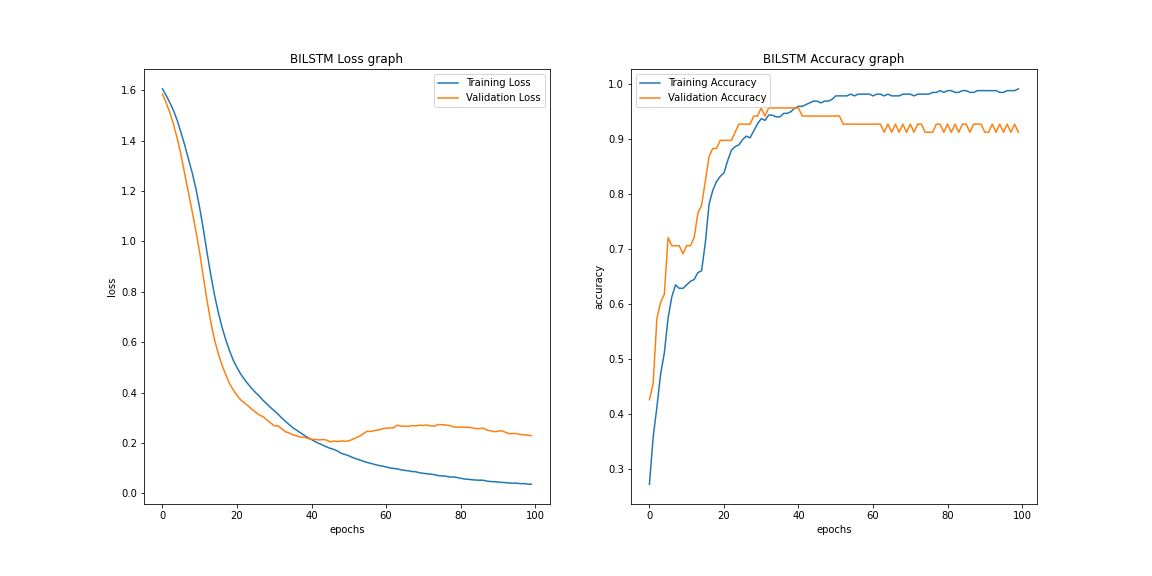 BILSTM Loss graph
Training Loss
Validation Loss
1.6
1.4
1.2
1.0
0.8
0.6
0.4
0.2
0.0
loss
0 20 40 60 80 100
epochs
BILSTM Accuracy graph
Training Accuracy
Validation Accuracy
1.0
0.9
0.8
0.7
0.6
0.5
0.4
0.3
accuracy
0 20 40 60 80 100
epochs